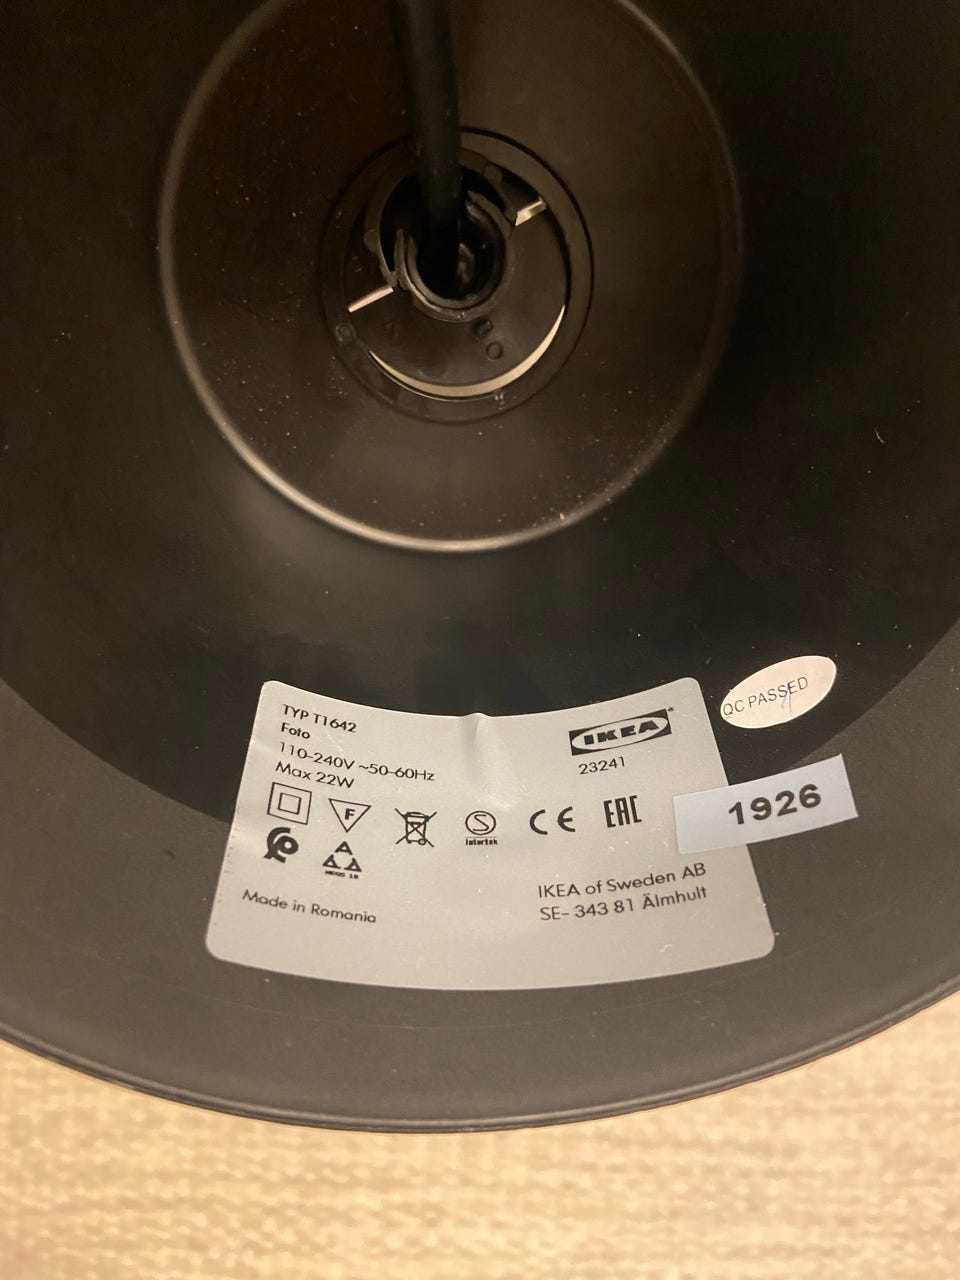 TYP T1642
Foto
110-240V ~50-60Hz
Max 22W
IKEA®
23241
QC PASSED
1926
F
S
Intertek
CE
EAC
Made in Romania
IKEA of Sweden AB
SE- 343 81 Älmhult